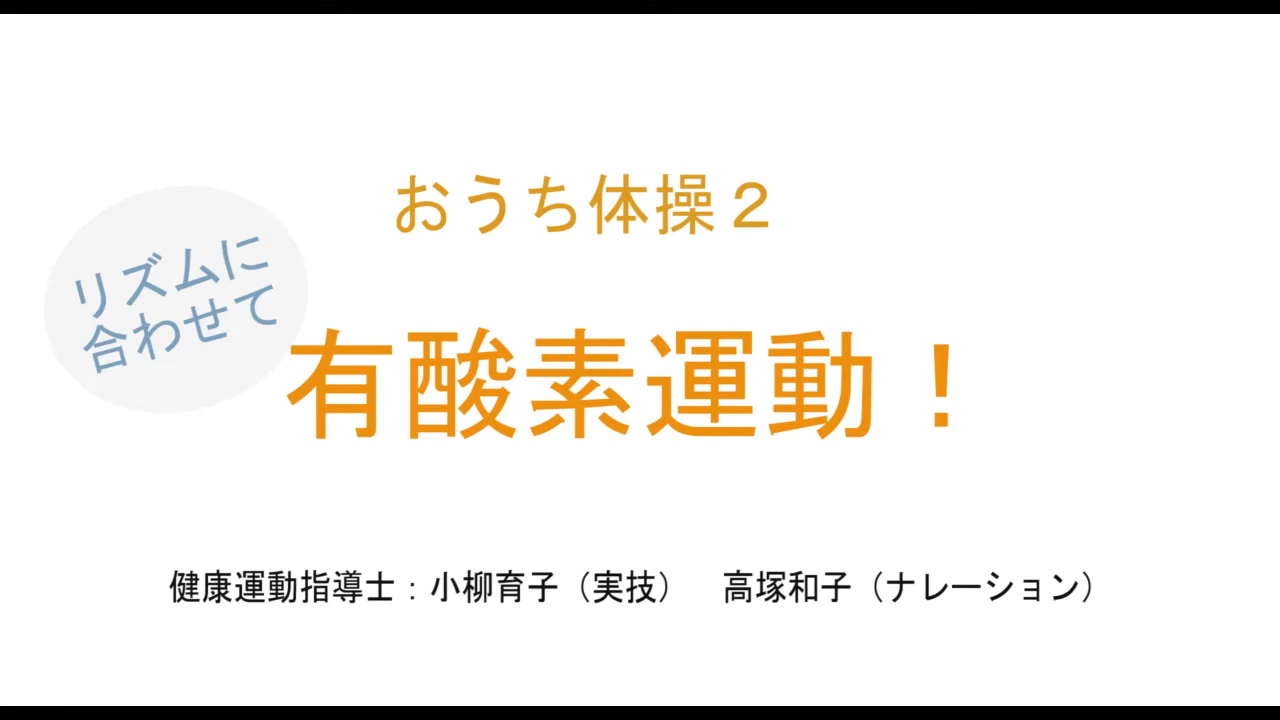 おうち体操２
リズムに
合わせて
有酸素運動！
健康運動指導士：小柳育子（実技）　高塚和子（ナレーション）